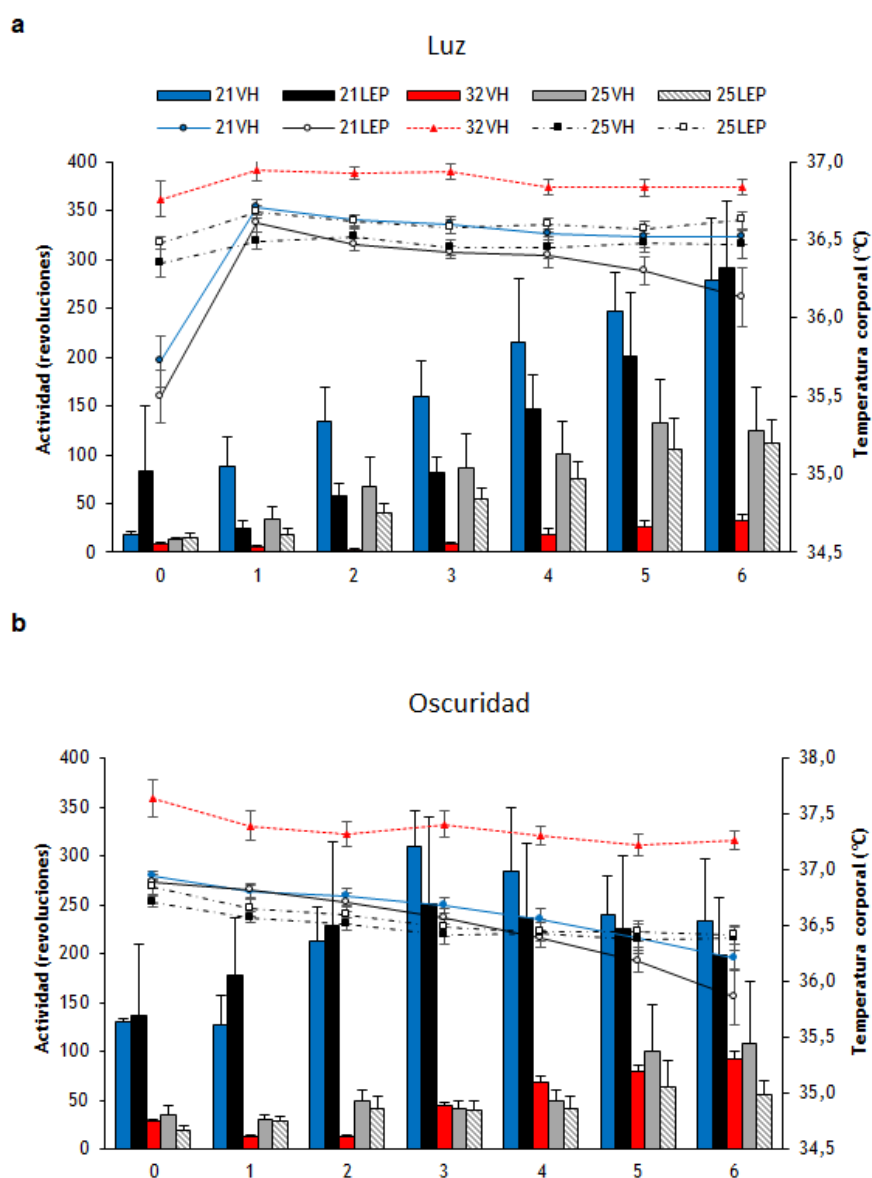 a
Luz
21VH 21LEP 32VH 25VH 25LEP
21VH 21LEP 32VH 25VH 25LEP
400 37,0
350
36,5
300
250 36,0
200
35,5
150
100 35,0
50
0 34,5
0 1 2 3 4 5 6
Actividad (revoluciones)
Temperatura corporal (°C)
b
Oscuridad
400 38,0
350 37,5
300 37,0
250 36,5
200
36,0
150
35,5
100
50 35,0
0 34,5
0 1 2 3 4 5 6
Actividad (revoluciones)
Temperatura corporal (°C)